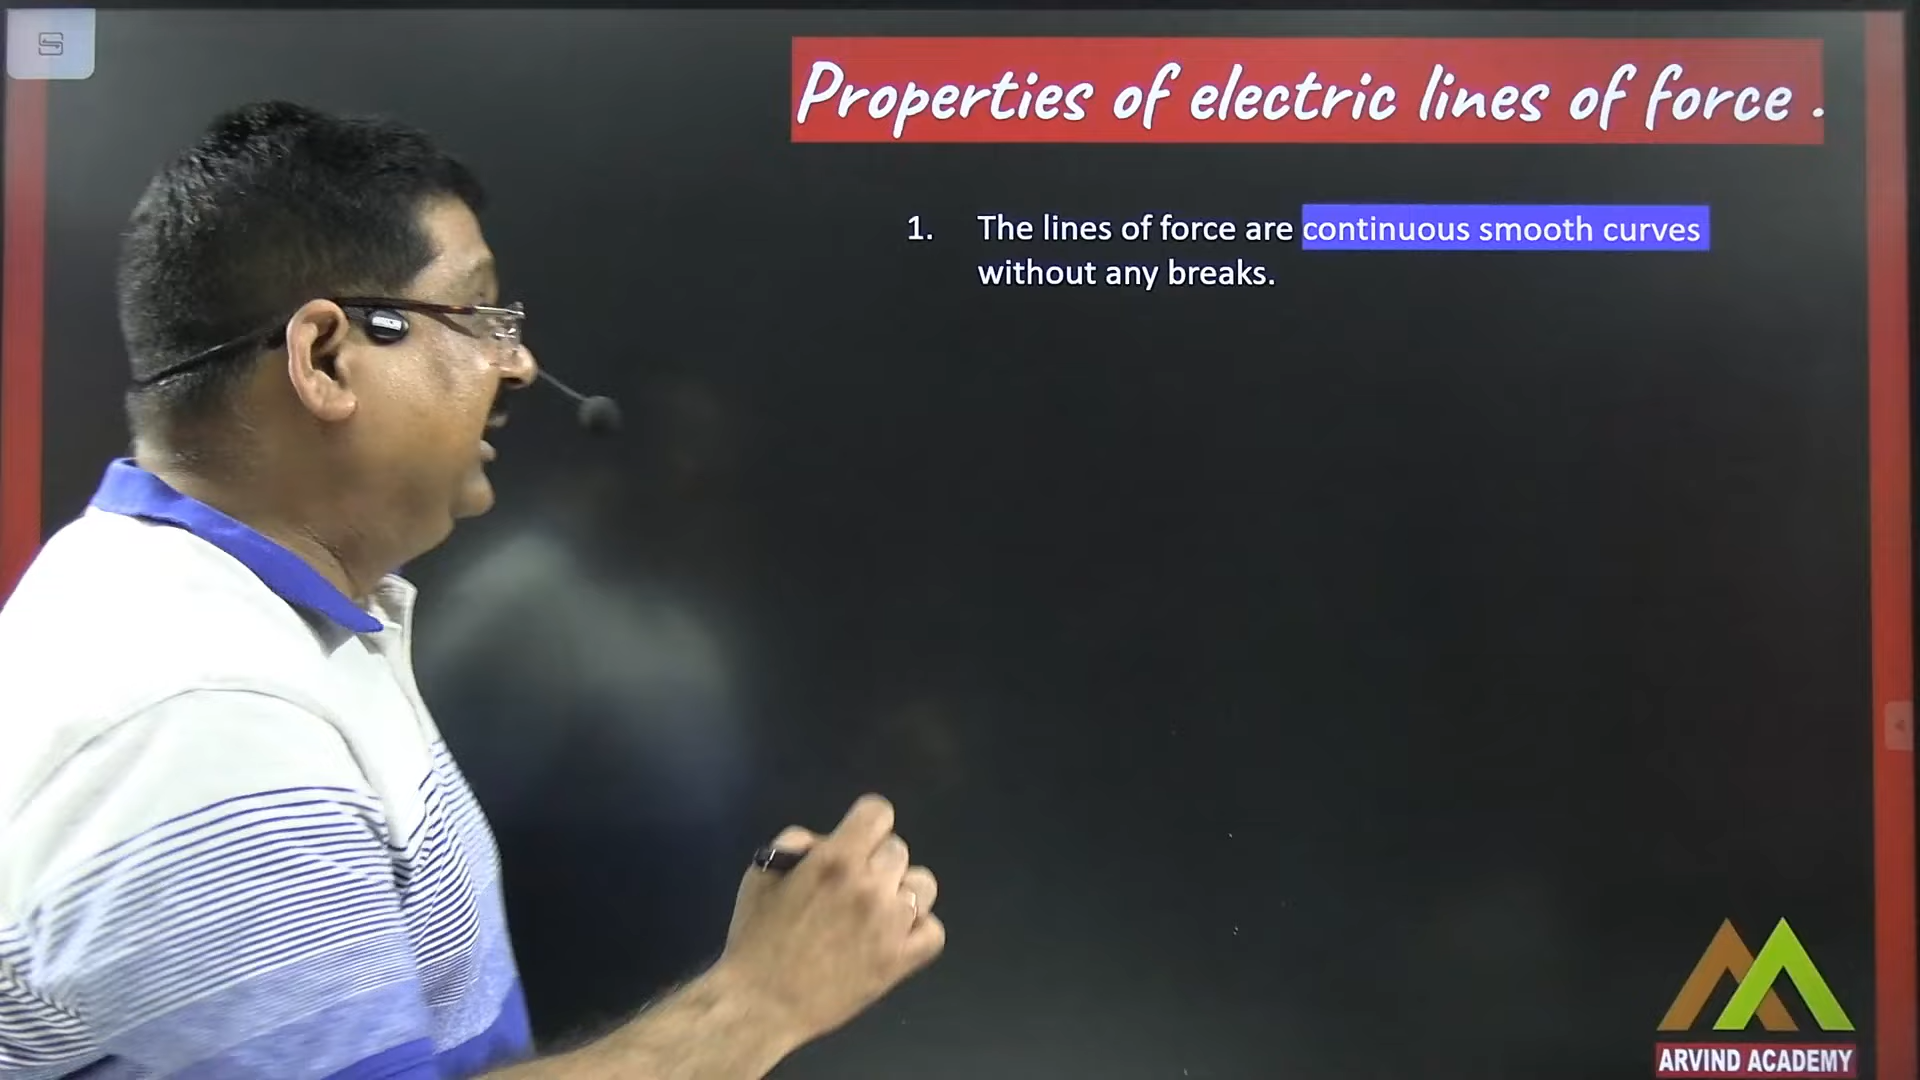 Properties of electric lines of force .
1. The lines of force are continuous smooth curves
without any breaks.
ARVIND ACADEMY